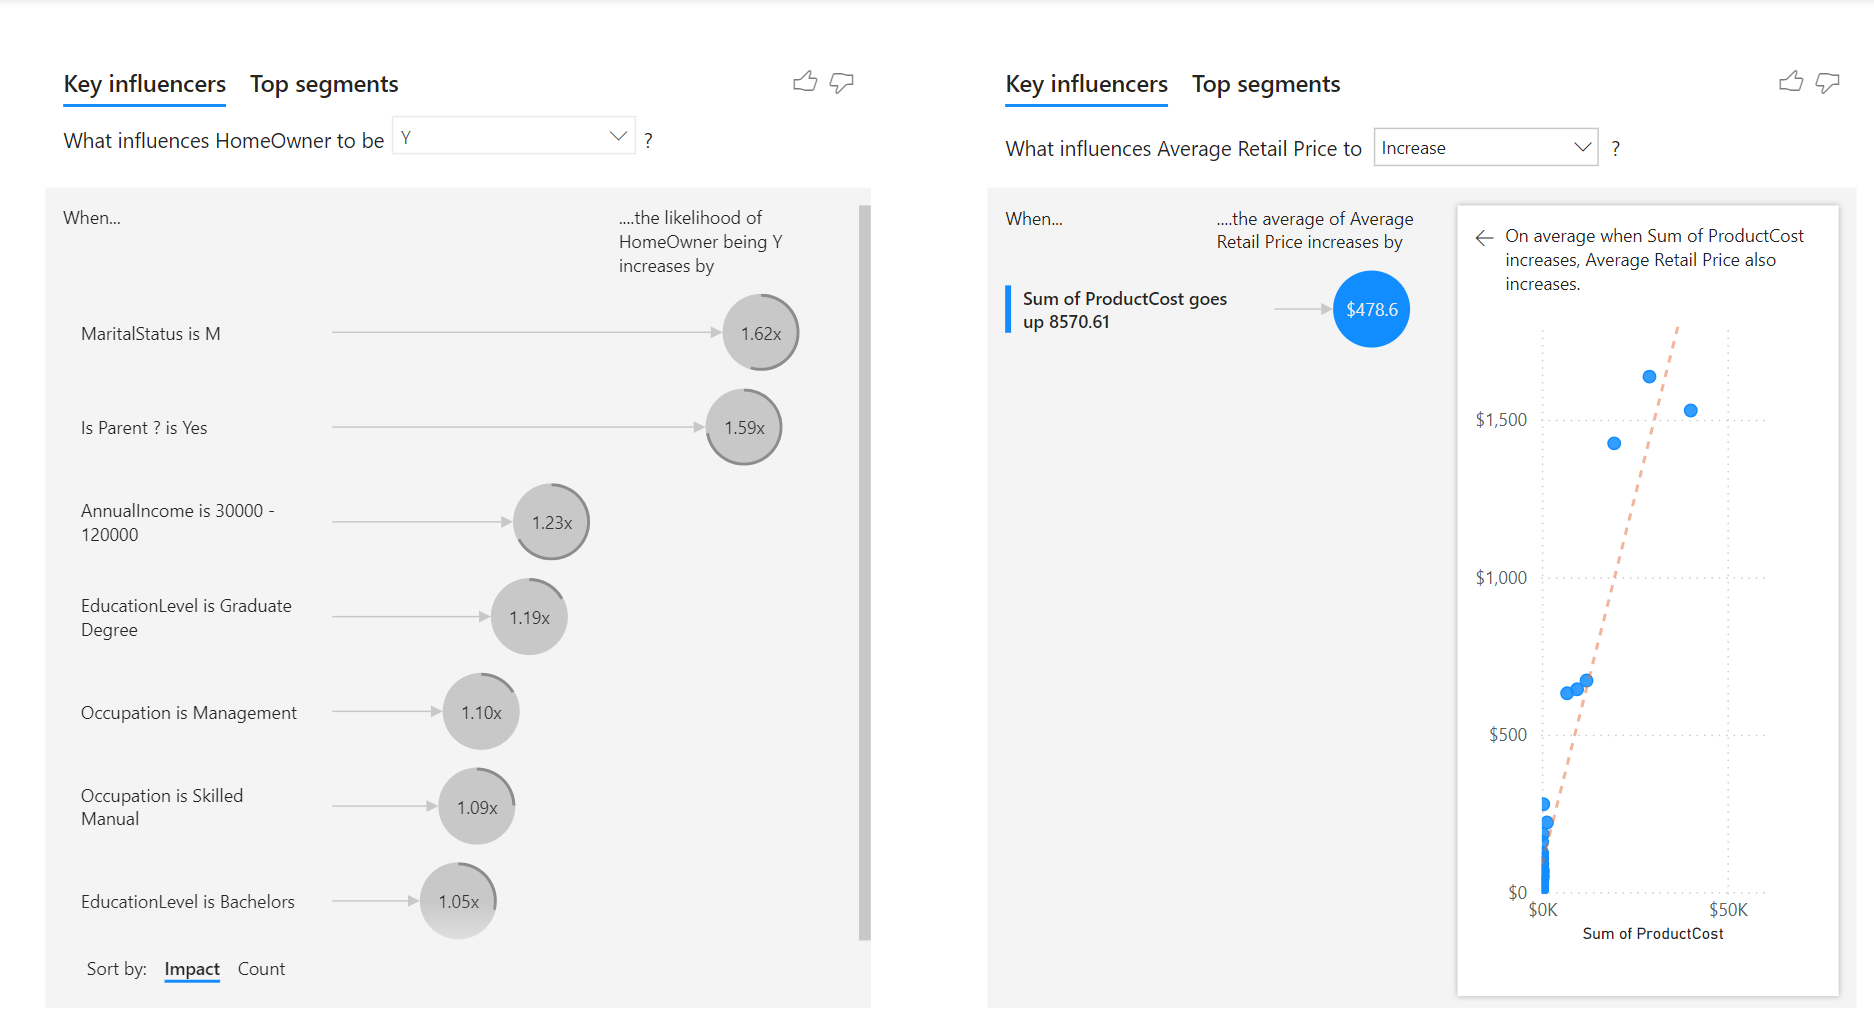 Key influencers Top segments
What influences HomeOwner to be Y ?
When...
....the likelihood of
HomeOwner being Y
increases by
MaritalStatus is M
1.62x
Is Parent ? is Yes
1.59x
AnnualIncome is 30000 -
120000
1.23x
EducationLevel is Graduate
Degree
1.19x
Occupation is Management
1.10x
Occupation is Skilled
Manual
1.09x
EducationLevel is Bachelors
1.05x
Sort by: Impact Count
Key influencers Top segments
What influences Average Retail Price to Increase ?
When...
....the average of Average
Retail Price increases by
Sum of ProductCost goes
up 8570.61
$478.6
On average when Sum of ProductCost
increases, Average Retail Price also
increases.
$1,500
$1,000
$500
$0
$0K $50K
Sum of ProductCost